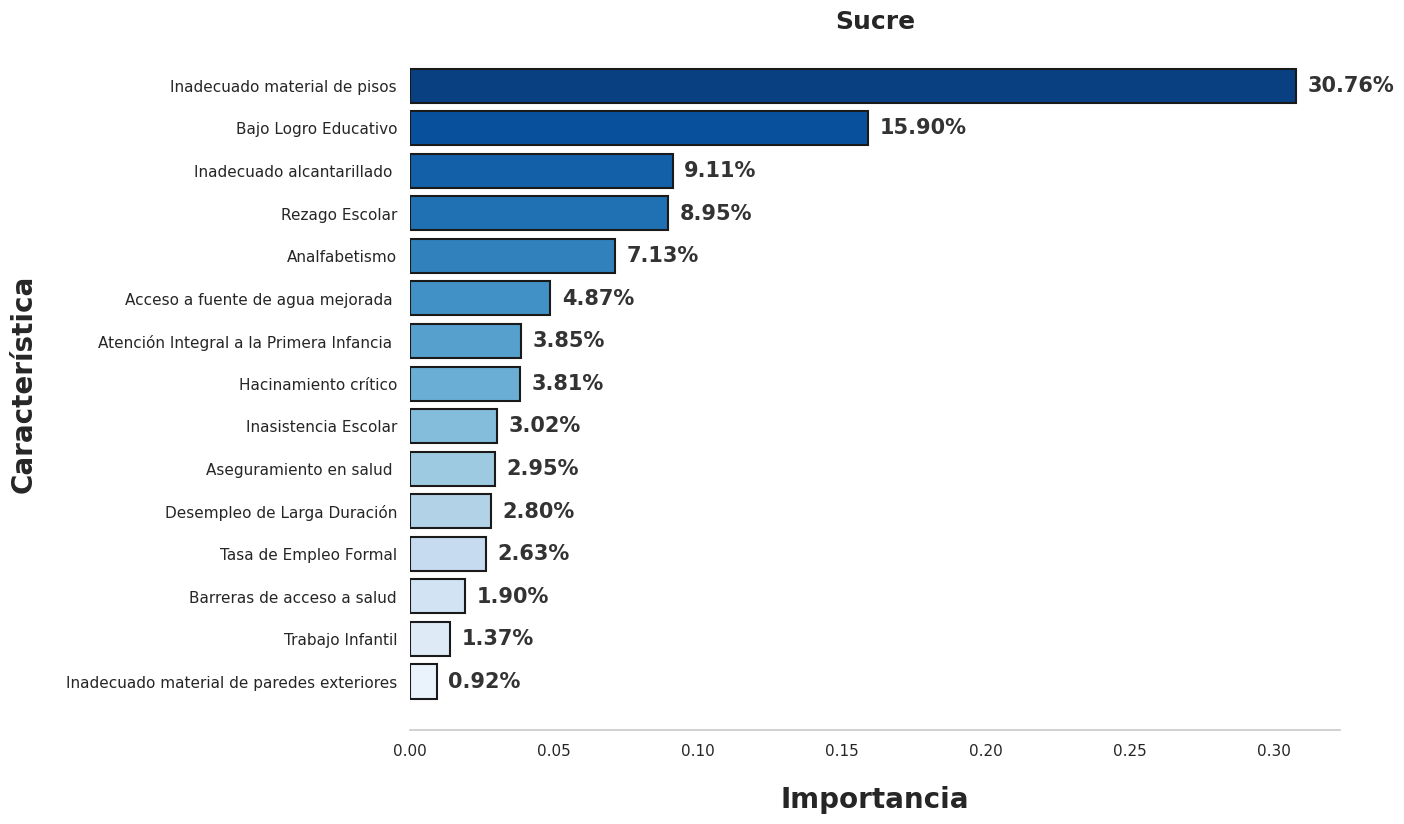 Sucre
Inadecuado material de pisos 30.76%
Bajo Logro Educativo 15.90%
Inadecuado alcantarillado 9.11%
Rezago Escolar 8.95%
Analfabetismo 7.13%
Acceso a fuente de agua mejorada 4.87%
Atención Integral a la Primera Infancia 3.85%
Hacinamiento crítico 3.81%
Inasistencia Escolar 3.02%
Aseguramiento en salud 2.95%
Desempleo de Larga Duración 2.80%
Tasa de Empleo Formal 2.63%
Barreras de acceso a salud 1.90%
Trabajo Infantil 1.37%
Inadecuado material de paredes exteriores 0.92%
Característica
0.00 0.05 0.10 0.15 0.20 0.25 0.30
Importancia